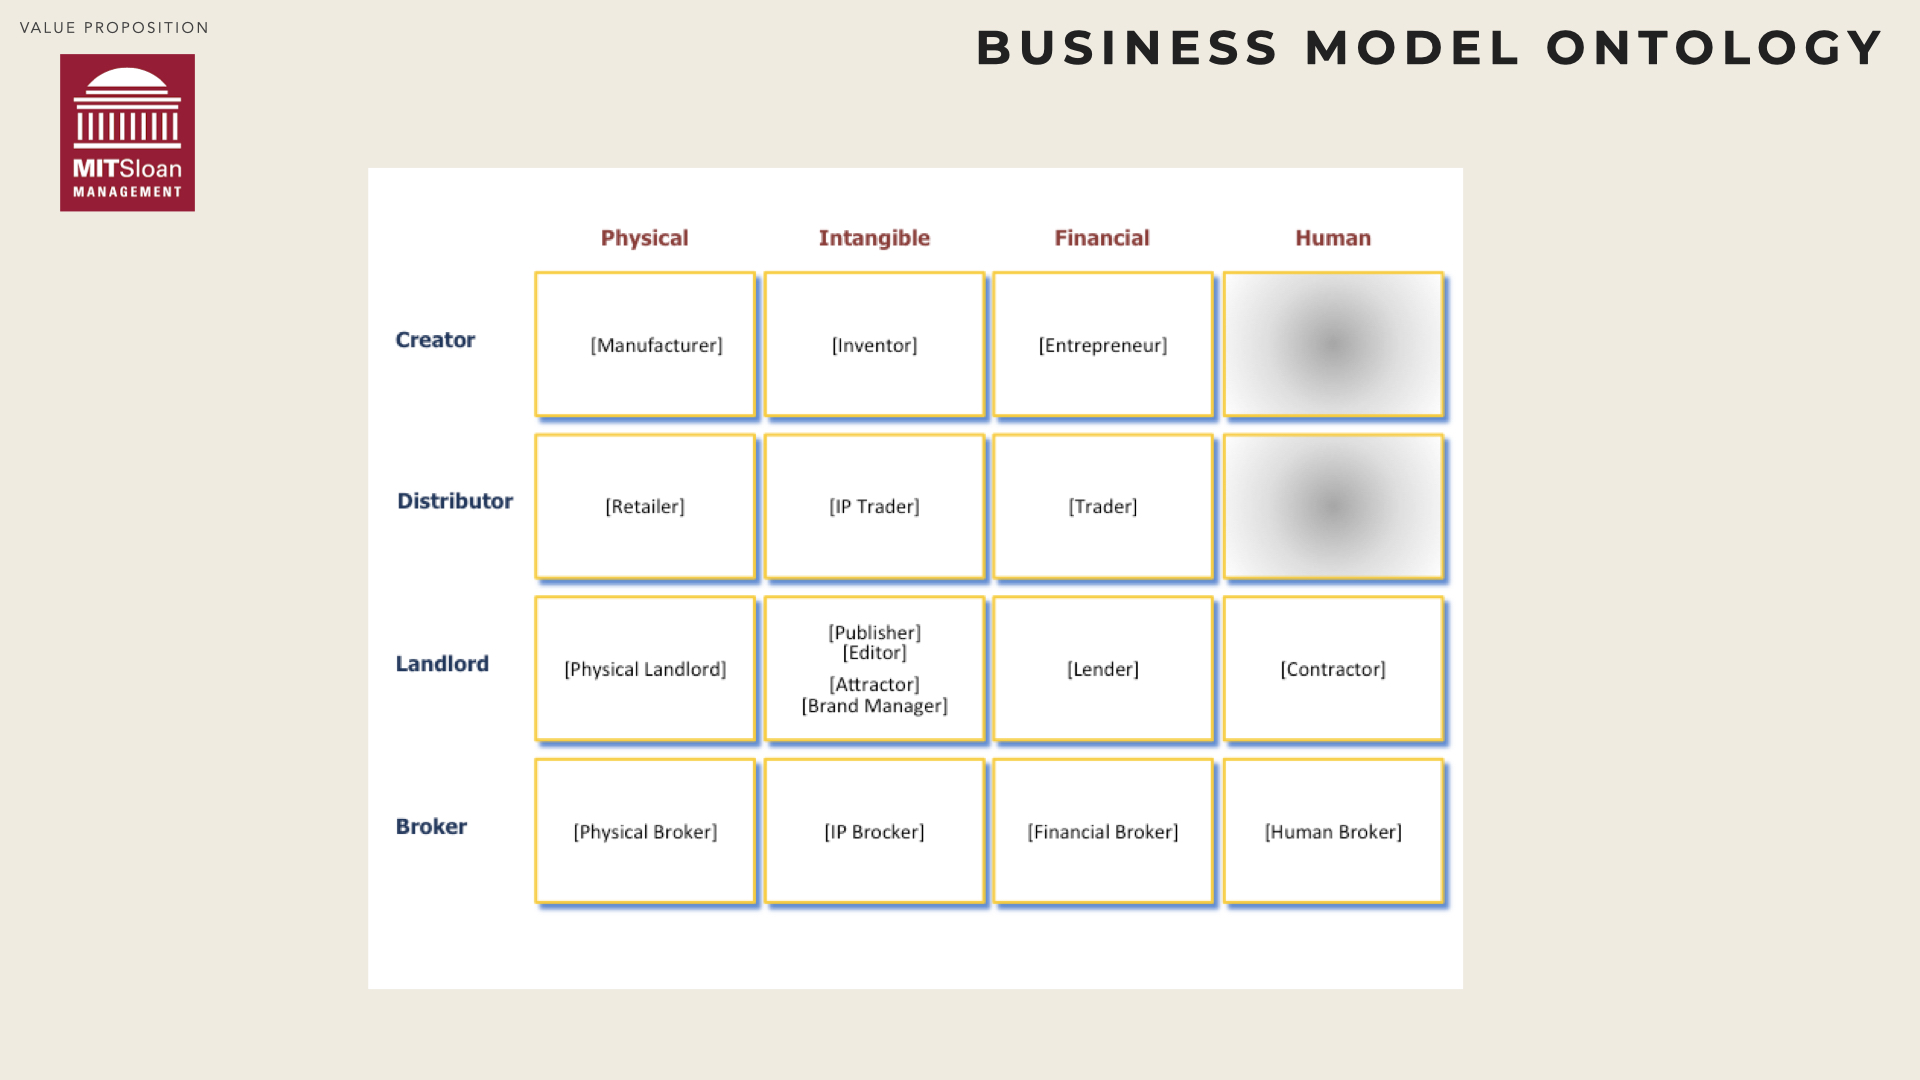 VALUE PROPOSITION
BUSINESS MODEL ONTOLOGY
MITSloan
MANAGEMENT
Physical Intangible Financial Human
Creator [Manufacturer] [Inventor] [Entrepreneur]
Distributor [Retailer] [IP Trader] [Trader]
Landlord [Physical Landlord] [Publisher]
[Editor]
[Attractor]
[Brand Manager] [Lender] [Contractor]
Broker [Physical Broker] [IP Brocker] [Financial Broker] [Human Broker]